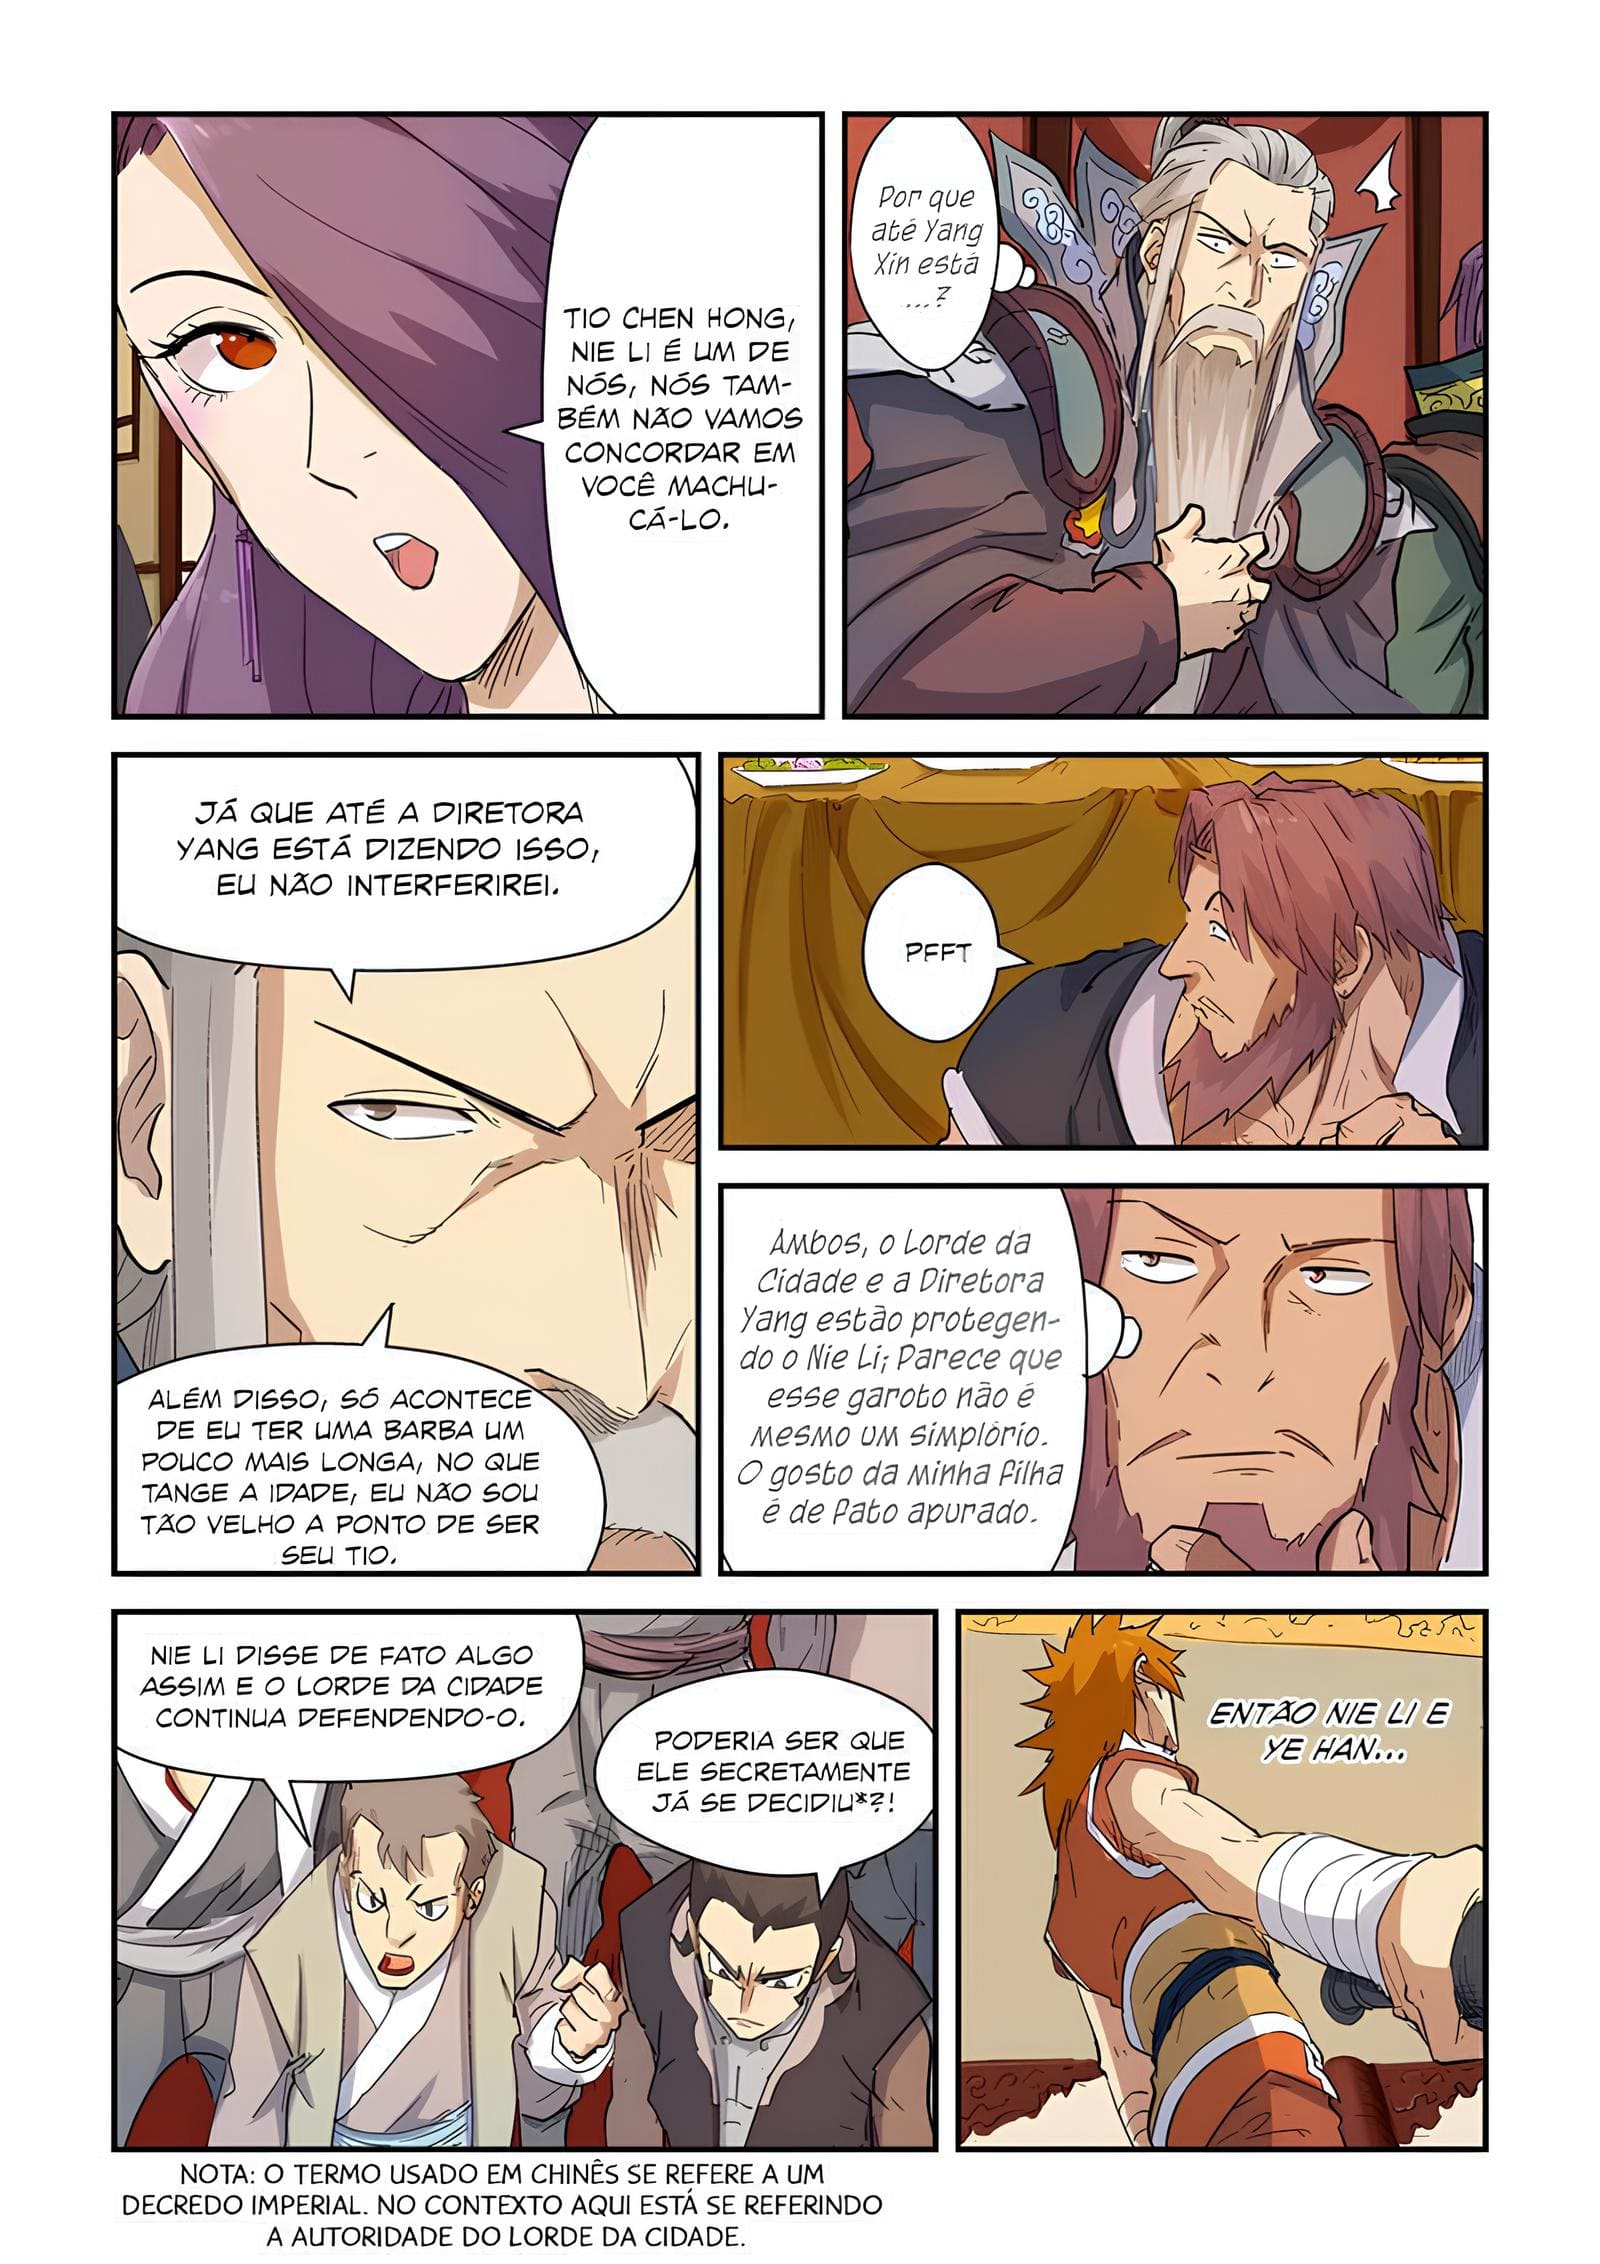 TIO CHEN HONG,
NIE LI É UM DE
NÓS, NÓS TAM-
BÉM NÃO VAMOS
CONCORDAR EM
VOCÊ MACHU-
CÁ-LO.
Por que
até Yang
Xin está
...?
JÁ QUE ATÉ A DIRETORA
YANG ESTÁ DIZENDO ISSO,
EU NÃO INTERFERIREI.
ALÉM DISSO, SÓ ACONTECE
DE EU TER UMA BARBA UM
POUCO MAIS LONGA, NO QUE
TANGE A IDADE, EU NÃO SOU
TÃO VELHO A PONTO DE SER
SEU TIO.
PFFT
Ambos, o Lorde da
Cidade e a Diretora
Yang estão protegen-
do o Nie Li; Parece que
esse garoto não é
mesmo um simplório.
O gosto da minha filha
é de fato apurado.
NIE LI DISSE DE FATO ALGO
ASSIM E O LORDE DA CIDADE
CONTINUA DEFENDENDO-O.
PODERIA SER QUE
ELE SECRETAMENTE
JÁ SE DECIDIU*?!
ENTÃO NIE LI E
YE HAN...
NOTA: O TERMO USADO EM CHINÊS SE REFERE A UM
DECREDO IMPERIAL. NO CONTEXTO AQUI ESTÁ SE REFERINDO
A AUTORIDADE DO LORDE DA CIDADE.